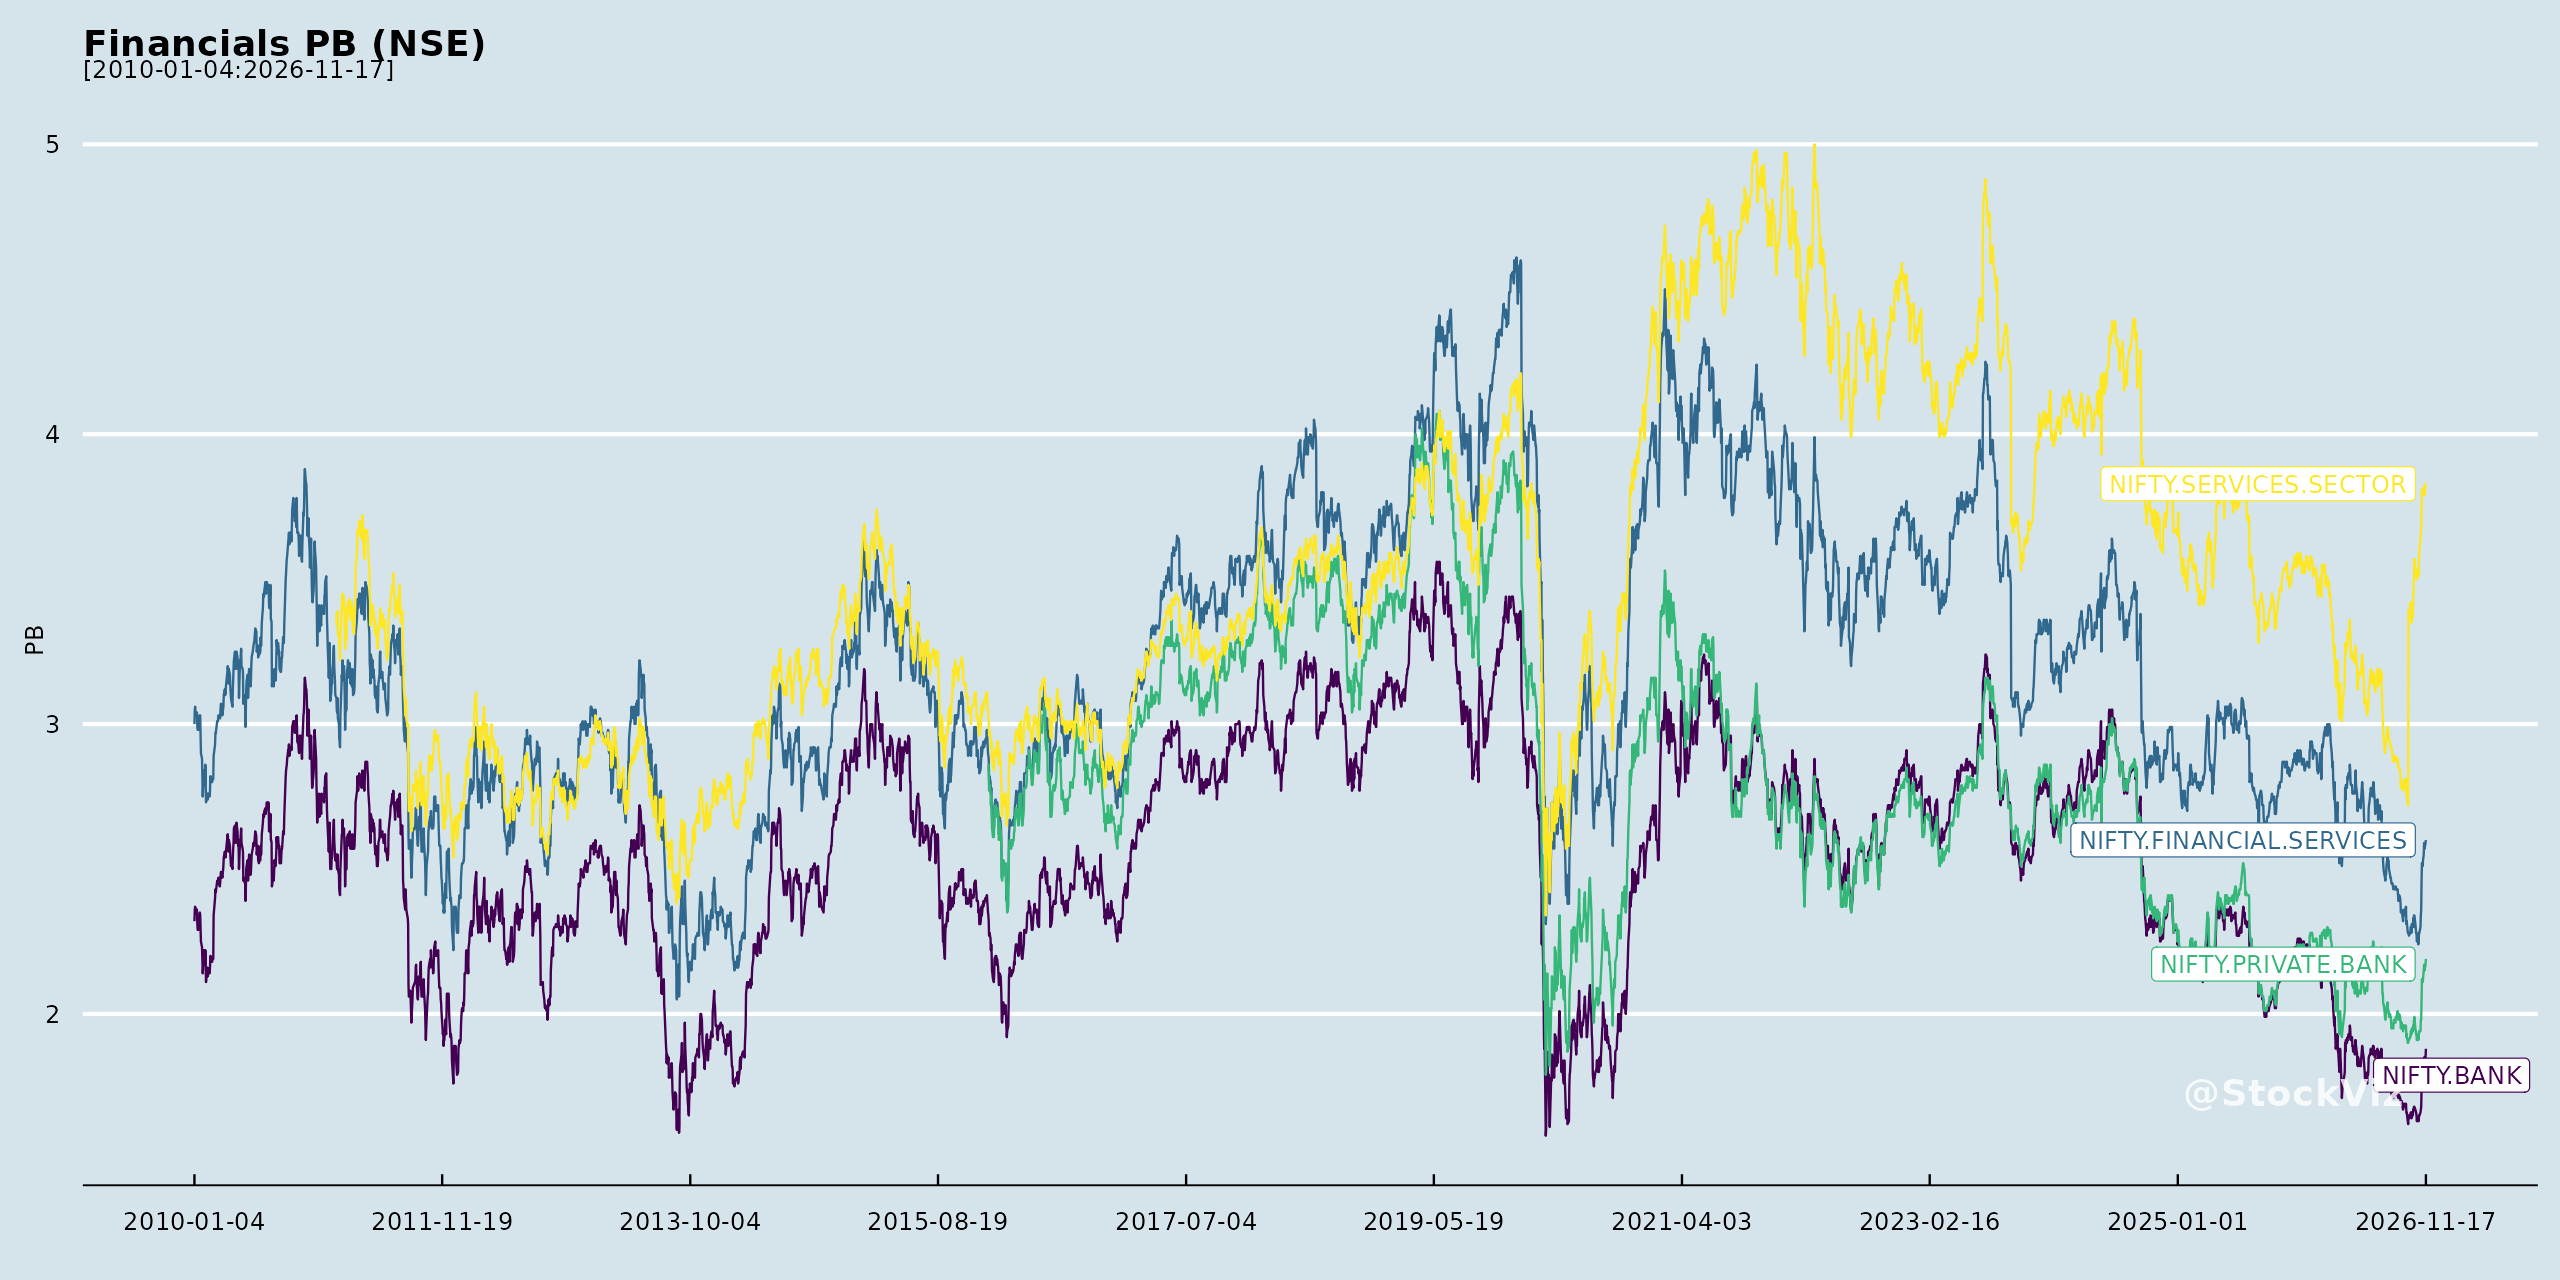 Financials PB (NSE)
[2010-01-04:2026-11-17]
5
4
3
2
PB
NIFTY.SERVICES.SECTOR
NIFTY.FINANCIAL.SERVICES
NIFTY.PRIVATE.BANK
NIFTY.BANK
@StockViz
2010-01-04
2011-11-19
2013-10-04
2015-08-19
2017-07-04
2019-05-19
2021-04-03
2023-02-16
2025-01-01
2026-11-17